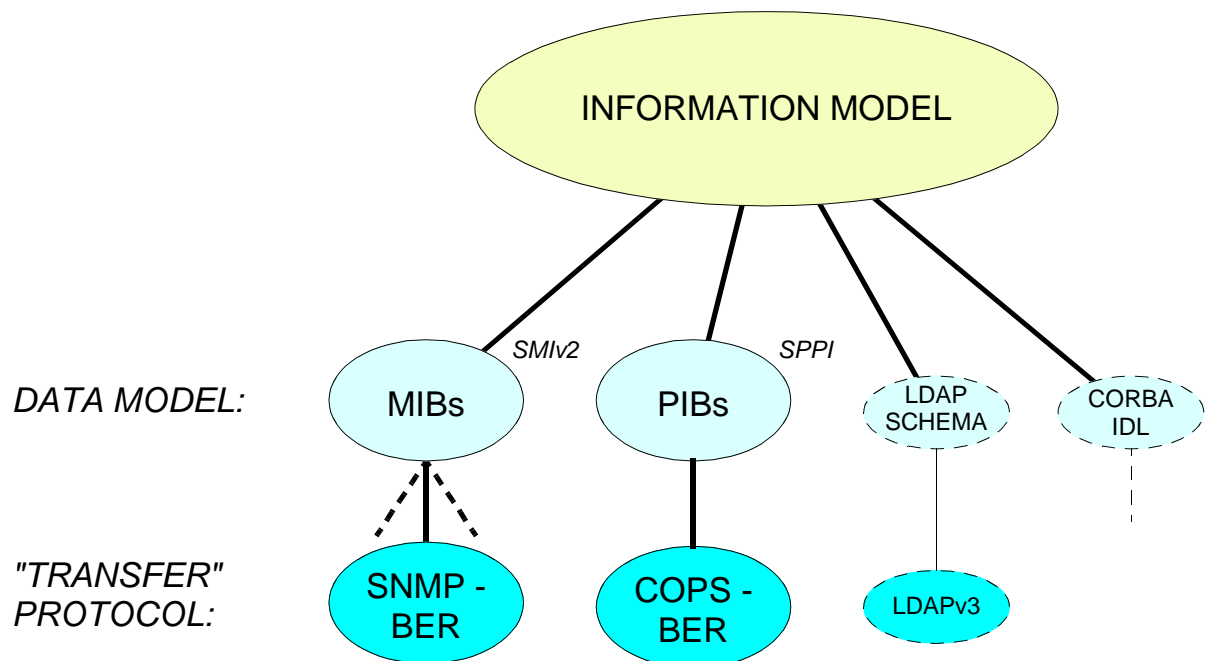 INFORMATION MODEL
SMIv2
SPPI
DATA MODEL:
MIBs
PIBs
LDAP
SCHEMA
CORBA
IDL
"TRANSFER"
PROTOCOL:
SNMP -
BER
COPS -
BER
LDAPv3